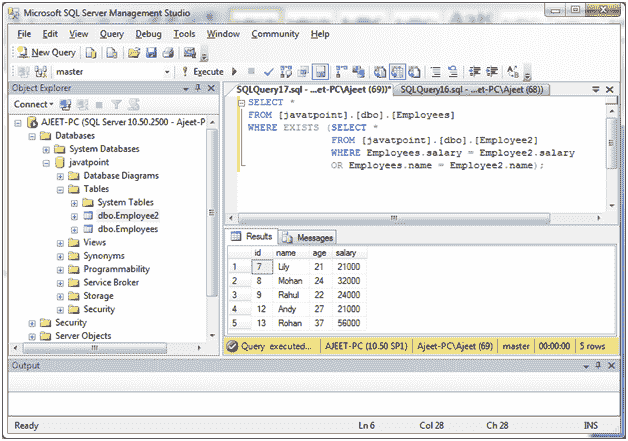 Microsoft SQL Server Management Studio
File Edit View Query Debug Tools Window Community Help
New Query
master Execute
Object Explorer
Connect
AJEET-PC (SQL Server 10.50.2500 - Ajeet-P
Databases
System Databases
javatpoint
Database Diagrams
Tables
System Tables
dbo.Employee2
dbo.Employees
Views
Synonyms
Programmability
Service Broker
Storage
Security
Security
Server Objects
SQLQuery17.sql - ...et-PC\Ajeet (69))* SQLQuery16.sql - ...et-PC\Ajeet (68))
SELECT *
FROM [javatpoint].[dbo].[Employees]
WHERE EXISTS (SELECT *
FROM [javatpoint].[dbo].[Employee2]
WHERE Employees.salary = Employee2.salary
OR Employees.name = Employee2.name);
Results Messages
id name age salary
1 7 Lily 21 21000
2 8 Mohan 24 32000
3 9 Rahul 22 24000
4 12 Andy 27 21000
5 13 Rohan 37 56000
Query executed... AJEET-PC (10.50 SP1) Ajeet-PC\Ajeet (69) master 00:00:00 5 rows
Output
Ready Ln 6 Col 28 Ch 28 INS